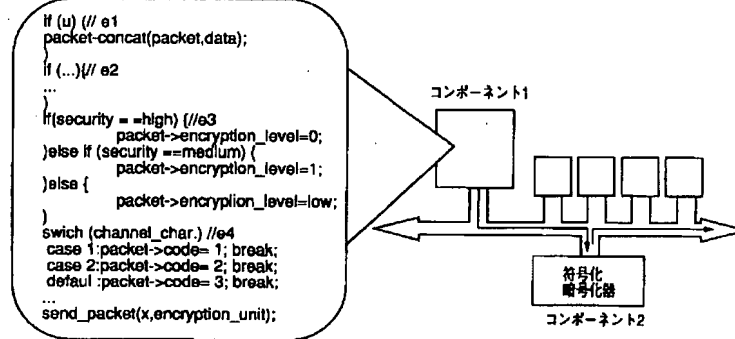 if (u) (// e1
packet-concat(packet,data);
)
if (...){// e2
...
)
if(security = =high) {//e3
packet->encryption_level=0;
)else if (security ==medium) {
packet->encryption_level=1;
)else {
packet->encryplion_level=low;
)
swich (channel_char.) //e4
case 1:packet->code= 1; break;
case 2:packet->code= 2; break;
defaul :packet->code= 3; break;
...
send_packet(x,encryption_unit);
コンポーネント1
符号化
暗号化器
コンポーネント2